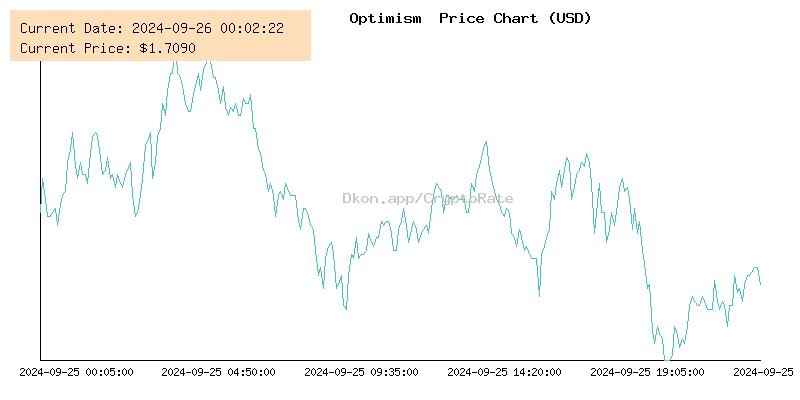 Optimism  Price Chart (USD)
Current Date: 2024-09-26 00:02:22
Current Price: $1.7090
Dkon.app/CryptoRate
2024-09-25 00:05:00 2024-09-25 04:50:00 2024-09-25 09:35:00 2024-09-25 14:20:00 2024-09-25 19:05:00 2024-09-25